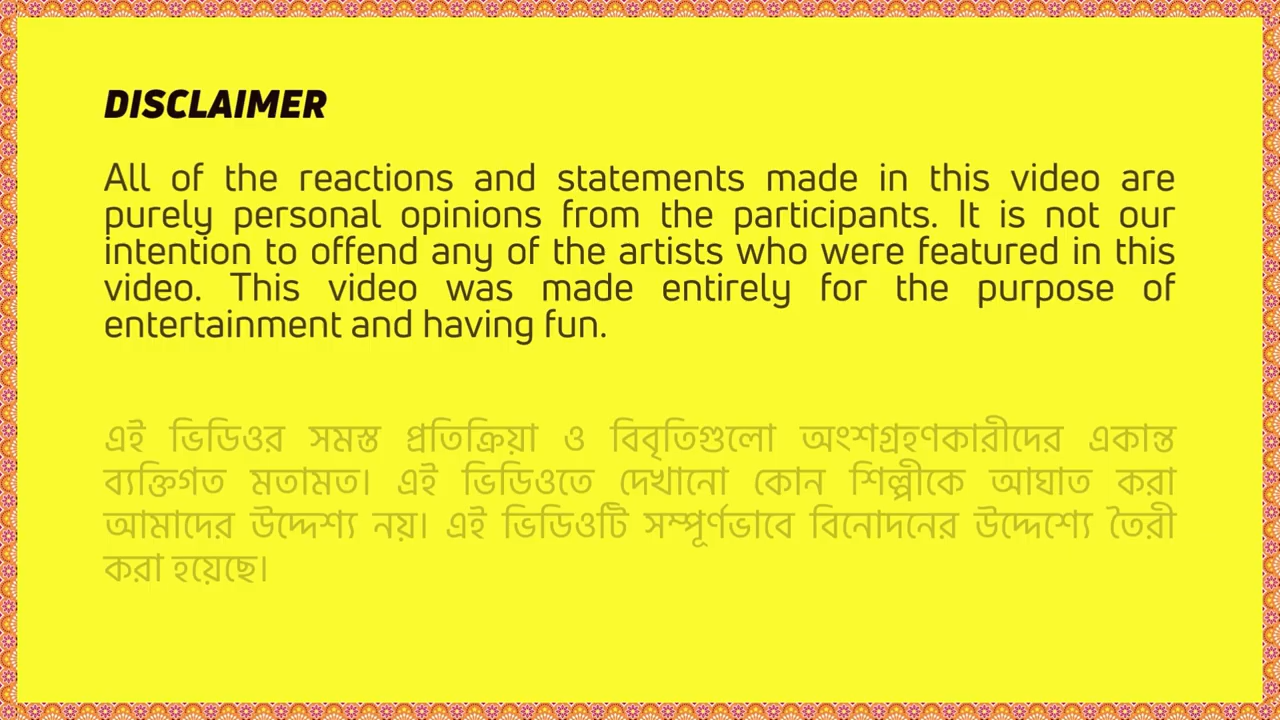 DISCLAIMER
All of the reactions and statements made in this video are
purely personal opinions from the participants. It is not our
intention to offend any of the artists who were featured in this
video. This video was made entirely for the purpose of
entertainment and having fun.
এই ভিডিওর সমস্ত প্রতিক্রিয়া ও বিবৃতিগুলো অংশগ্রহণকারীদের একান্ত
ব্যক্তিগত মতামত। এই ভিডিওতে দেখানো কোন শিল্পীকে আঘাত করা
আমাদের উদ্দেশ্য নয়। এই ভিডিওটি সম্পূর্ণভাবে বিনোদনের উদ্দেশ্যে তৈরী
করা হয়েছে।